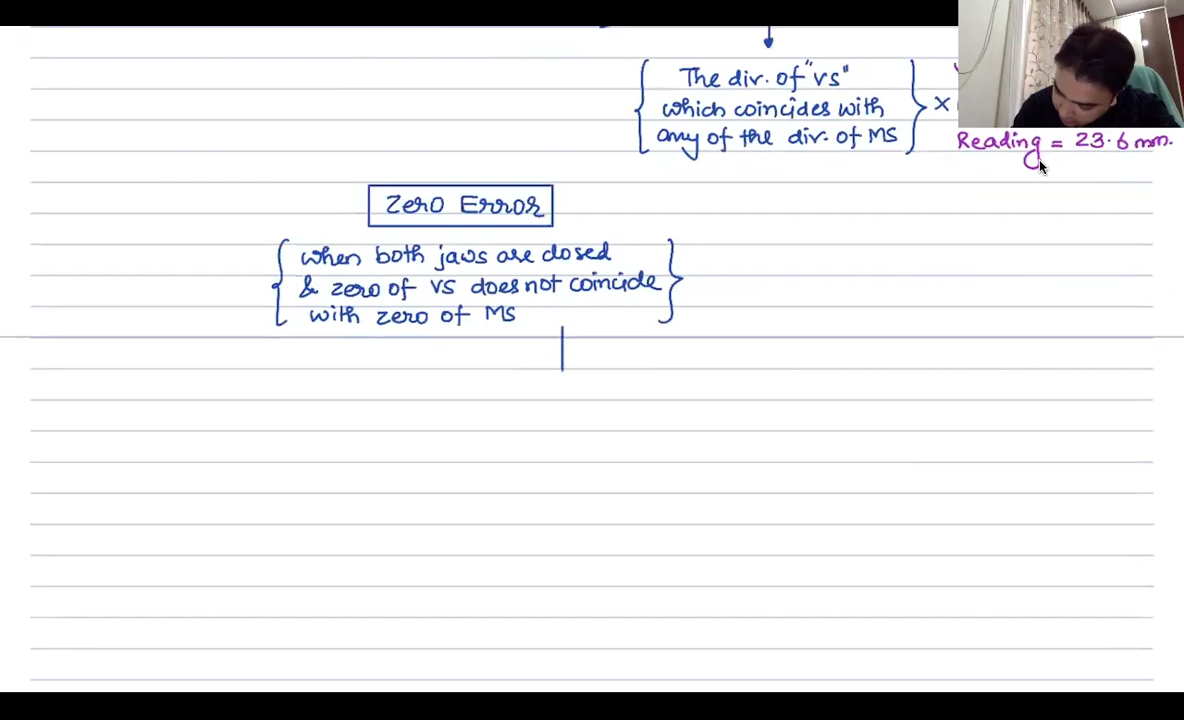 The div. of "vs"
which coincides with
any of the div. of MS
×
Reading = 23.6 mm.
Zero Error
when both jaws are closed
& zero of vs does not coincide
with zero of MS